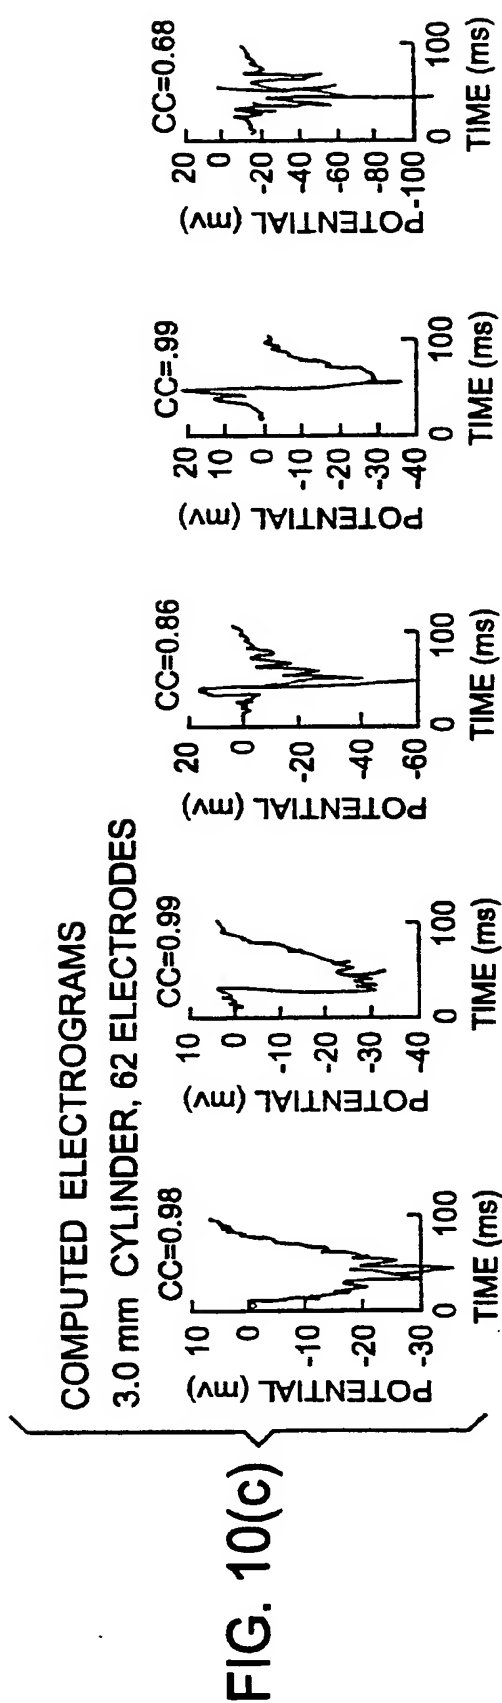 FIG. 10(c)
COMPUTED ELECTROGRAMS
3.0 mm CYLINDER, 62 ELECTRODES
CC=0.98
POTENTIAL (mv)
10
0
-10
-20
-30
0
100
TIME (ms)
CC=0.99
POTENTIAL (mv)
10
0
-10
-20
-30
-40
0
100
TIME (ms)
CC=0.86
POTENTIAL (mv)
20
0
-20
-40
-60
0
100
TIME (ms)
CC=.99
POTENTIAL (mv)
20
10
0
-10
-20
-30
-40
0
100
TIME (ms)
CC=0.68
POTENTIAL (mv)
20
0
-20
-40
-60
-80
-100
0
100
TIME (ms)